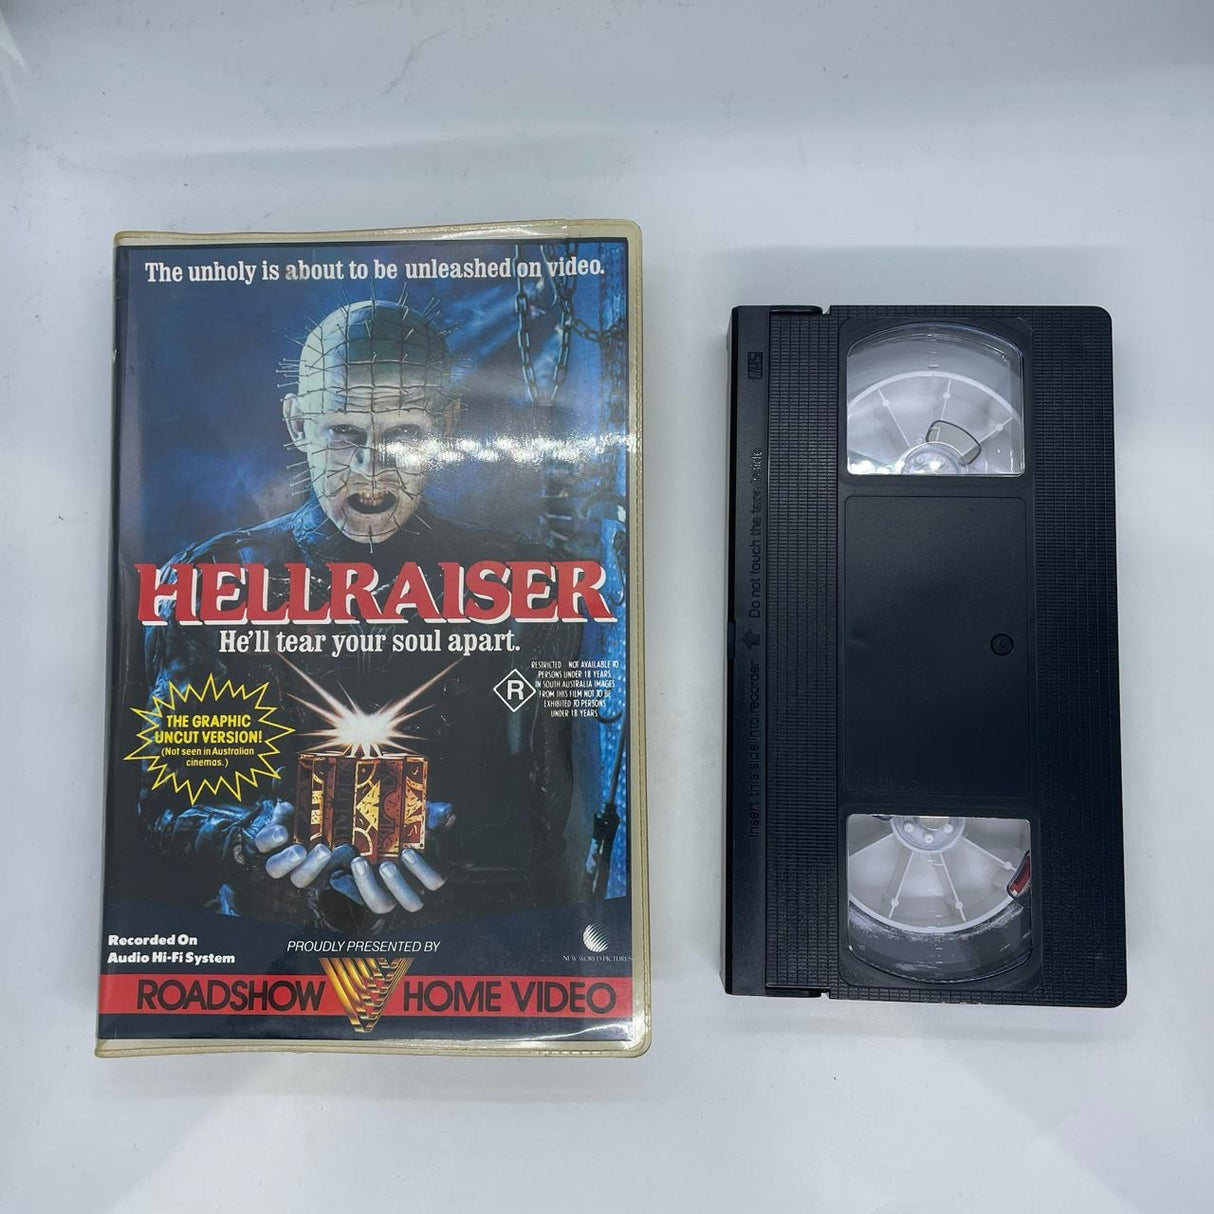 The unholy is about to be unleashed on video.
HELLRAISER
He'll tear your soul apart.
R
RESTRICTED - NOT AVAILABLE TO
PERSONS UNDER 18 YEARS
IN SOUTH AUSTRALIA IMAGES
FROM THIS FILM NOT TO BE
EXHIBITED TO PERSONS
UNDER 18 YEARS
THE GRAPHIC
UNCUT VERSION!
(Not seen in Australian
cinemas.)
Recorded On
Audio Hi-Fi System
PROUDLY PRESENTED BY
NEW WORLD PICTURES
ROADSHOW HOME VIDEO
VHS
Insert this side into recorder Do not touch the tape inside